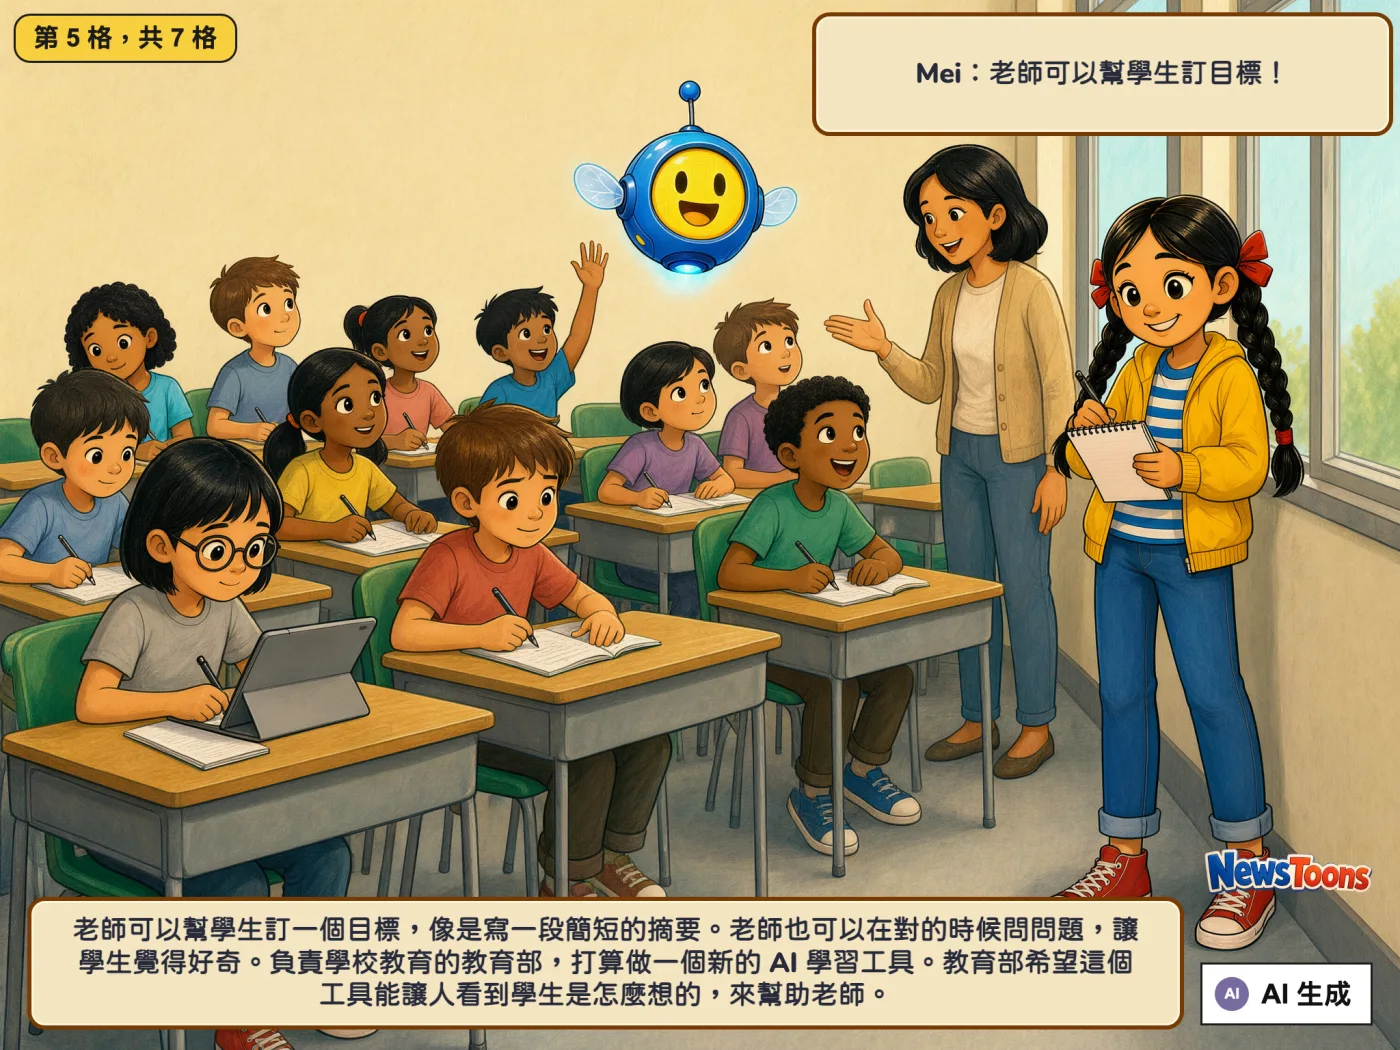 第 5 格，共 7 格
Mei：老師可以幫學生訂目標！
NewsToons
老師可以幫學生訂一個目標，像是寫一段簡短的摘要。老師也可以在對的時候問問題，讓
學生覺得好奇。負責學校教育的教育部，打算做一個新的 AI 學習工具。教育部希望這個
工具能讓人看到學生是怎麼想的，來幫助老師。
AI AI 生成